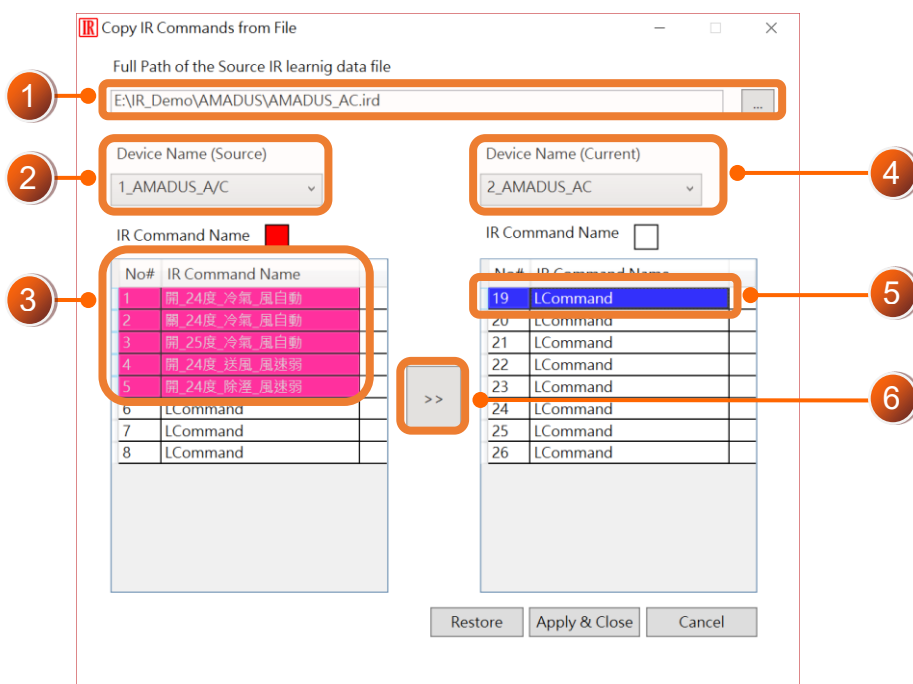 IR Copy IR Commands from File
Full Path of the Source IR learnig data file
1
E:\IR_Demo\AMADUS\AMADUS_AC.ird ...
2
Device Name (Source)
1_AMADUS_A/C
Device Name (Current)
2_AMADUS_AC
4
IR Command Name
IR Command Name
3
No# IR Command Name
1 開_24度_冷氣_風自動
2 關_24度_冷氣_風自動
3 開_25度_冷氣_風自動
4 開_24度_送風_風速弱
5 開_24度_除溼_風速弱
6 LCommand
7 LCommand
8 LCommand
>>
6
No# IR Command Name
19 LCommand
5
20 LCommand
21 LCommand
22 LCommand
23 LCommand
24 LCommand
25 LCommand
26 LCommand
Restore Apply & Close Cancel